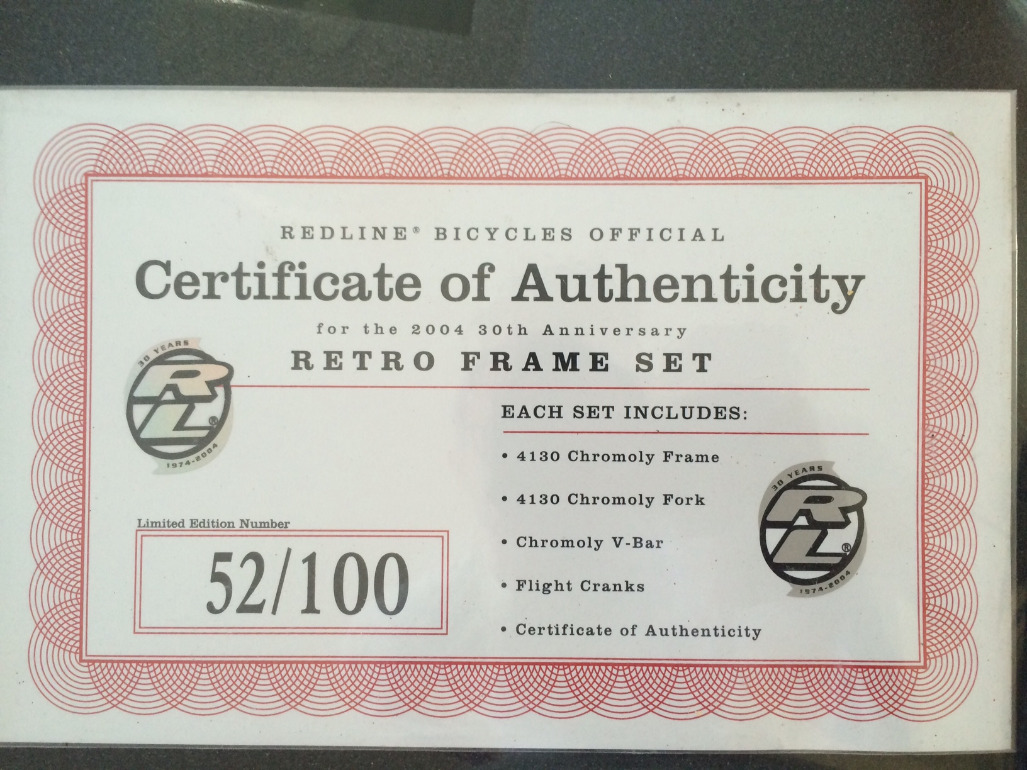 REDLINE® BICYCLES OFFICIAL
Certificate of Authenticity
for the 2004 30th Anniversary
RETRO FRAME SET
30 YEARS
RL®
1974-2004
EACH SET INCLUDES:
• 4130 Chromoly Frame
• 4130 Chromoly Fork
• Chromoly V-Bar
• Flight Cranks
• Certificate of Authenticity
Limited Edition Number
52/100
30 YEARS
RL®
1974-2004